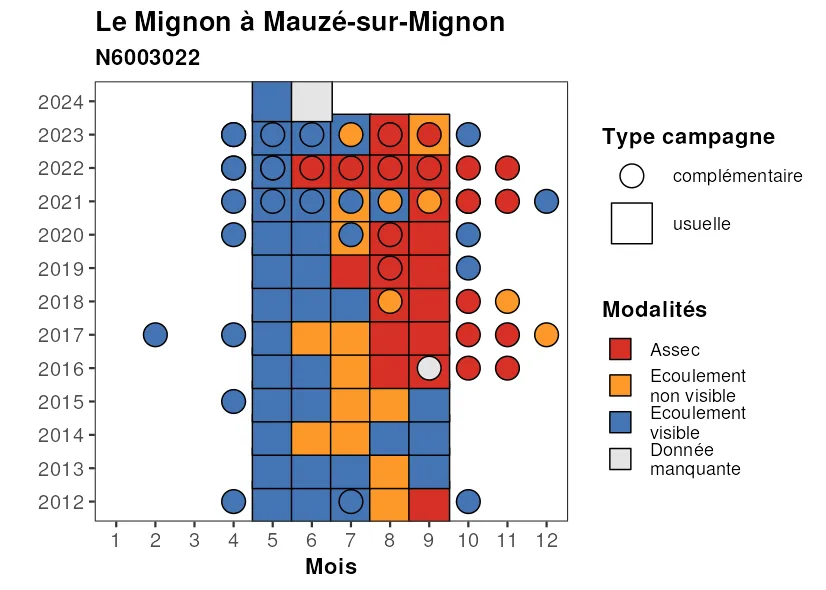 Le Mignon à Mauzé-sur-Mignon
N6003022
2024
2023
2022
2021
2020
2019
2018
2017
2016
2015
2014
2013
2012
1 2 3 4 5 6 7 8 9 10 11 12
Mois
Type campagne
complémentaire
usuelle
Modalités
Assec
Ecoulement
non visible
Ecoulement
visible
Donnée
manquante